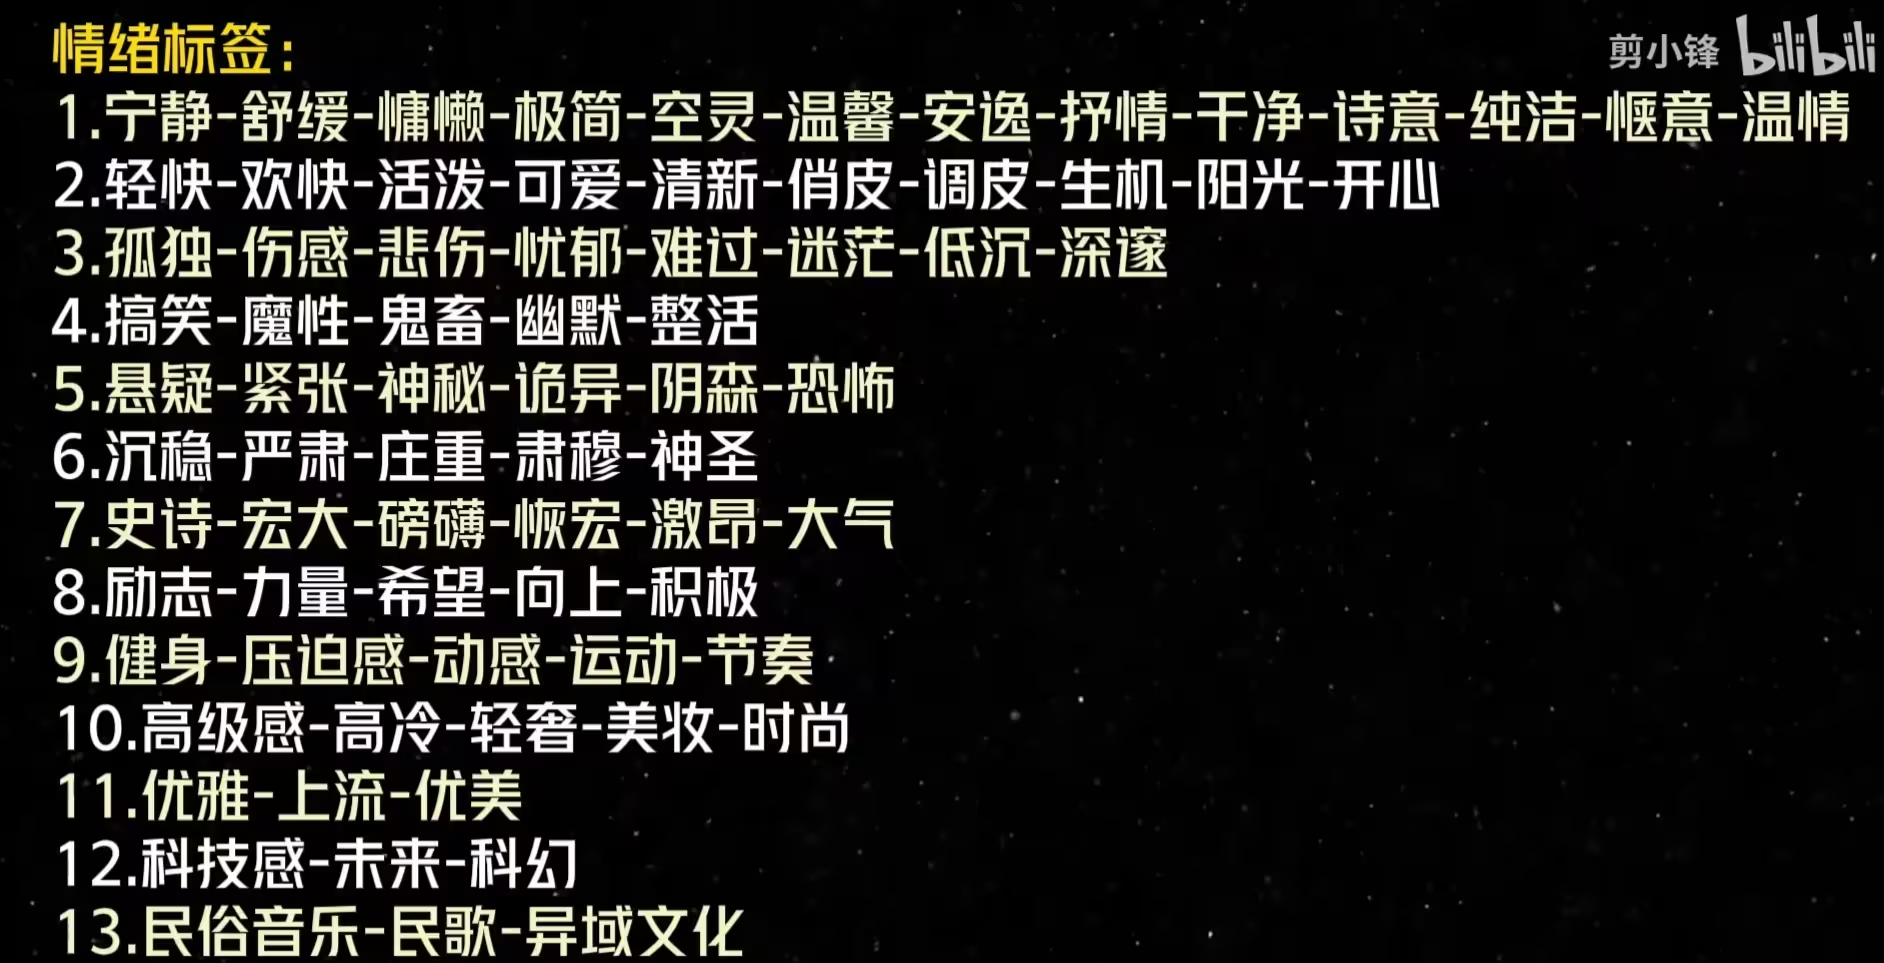 情绪标签：
剪小锋 bilibili
1.宁静-舒缓-慵懒-极简-空灵-温馨-安逸-抒情-干净-诗意-纯洁-惬意-温情
2.轻快-欢快-活泼-可爱-清新-俏皮-调皮-生机-阳光-开心
3.孤独-伤感-悲伤-忧郁-难过-迷茫-低沉-深邃
4.搞笑-魔性-鬼畜-幽默-整活
5.悬疑-紧张-神秘-诡异-阴森-恐怖
6.沉稳-严肃-庄重-肃穆-神圣
7.史诗-宏大-磅礴-恢宏-激昂-大气
8.励志-力量-希望-向上-积极
9.健身-压迫感-动感-运动-节奏
10.高级感-高冷-轻奢-美妆-时尚
11.优雅-上流-优美
12.科技感-未来-科幻
13.民俗音乐-民歌-异域文化